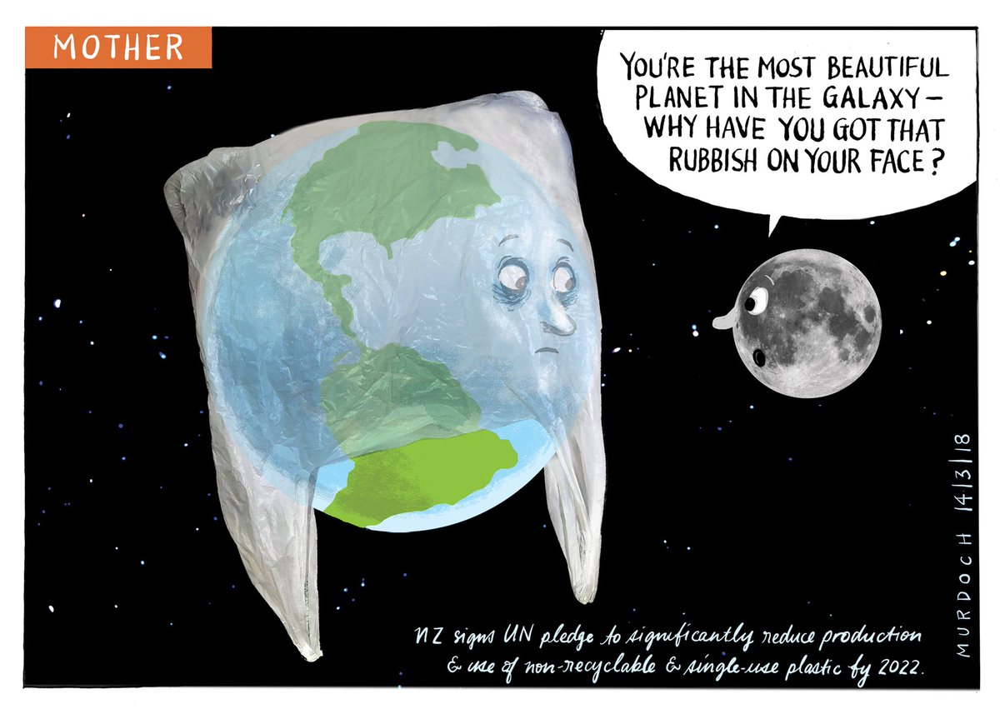 MOTHER
YOU'RE THE MOST BEAUTIFUL
PLANET IN THE GALAXY—
WHY HAVE YOU GOT THAT
RUBBISH ON YOUR FACE?
NZ signs UN pledge to significantly reduce production
& use of non-recyclable & single-use plastic by 2022.
MURDOCH 14|3|18